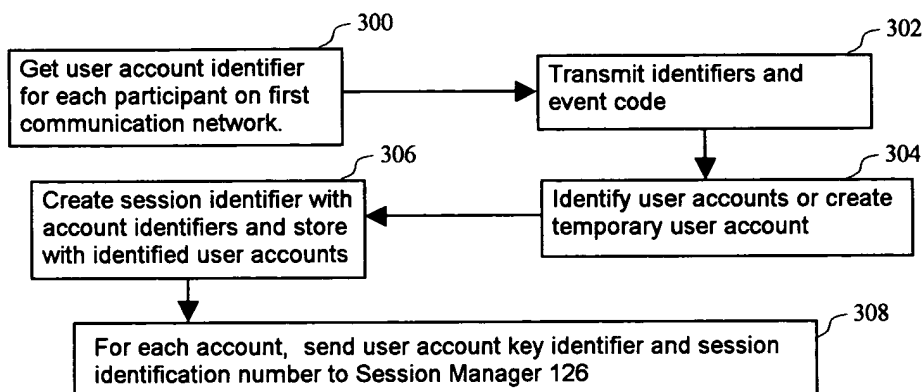 300
Get user account identifier
for each participant on first
communication network.
302
Transmit identifiers and
event code
304
Identify user accounts or create
temporary user account
306
Create session identifier with
account identifiers and store
with identified user accounts
308
For each account, send user account key identifier and session
identification number to Session Manager 126